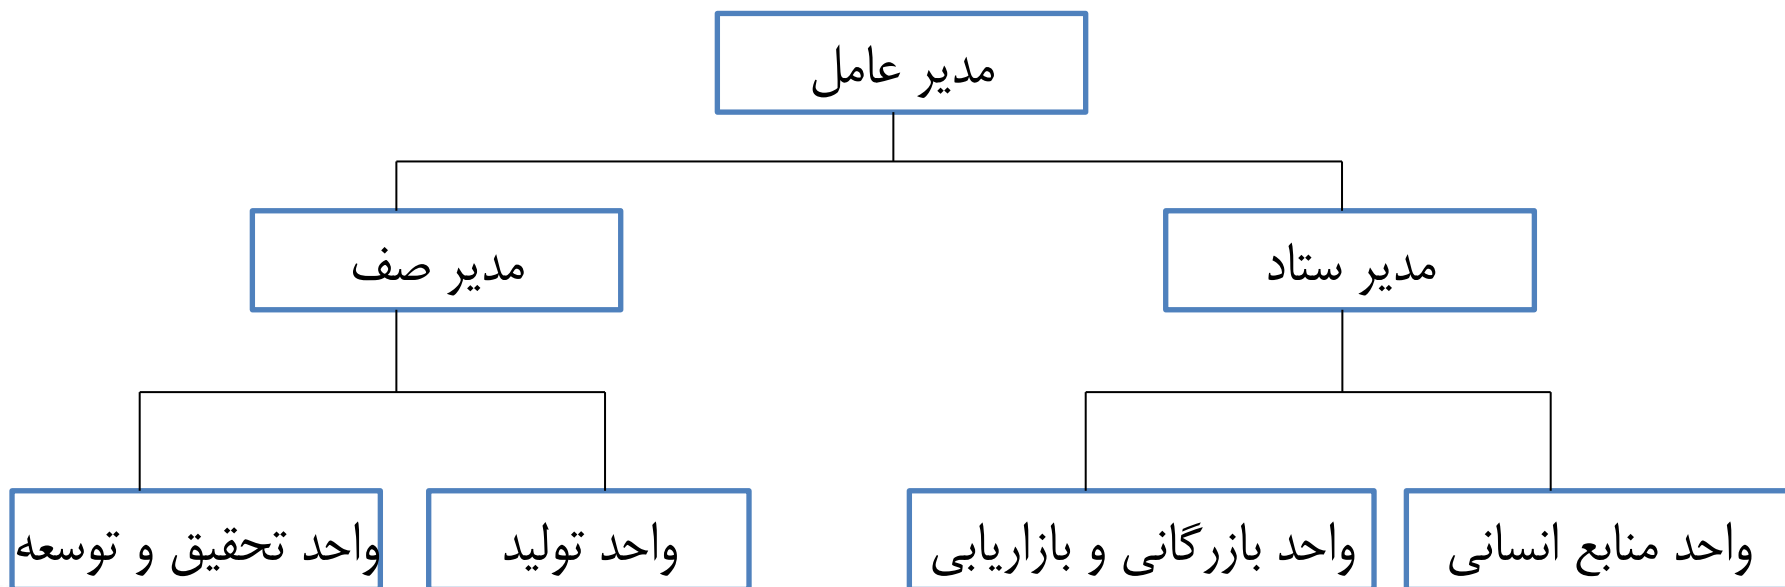 مدیر عامل
مدیر ستاد
مدیر صف
واحد منابع انسانی
واحد بازرگانی و بازاریابی
واحد تولید
واحد تحقیق و توسعه